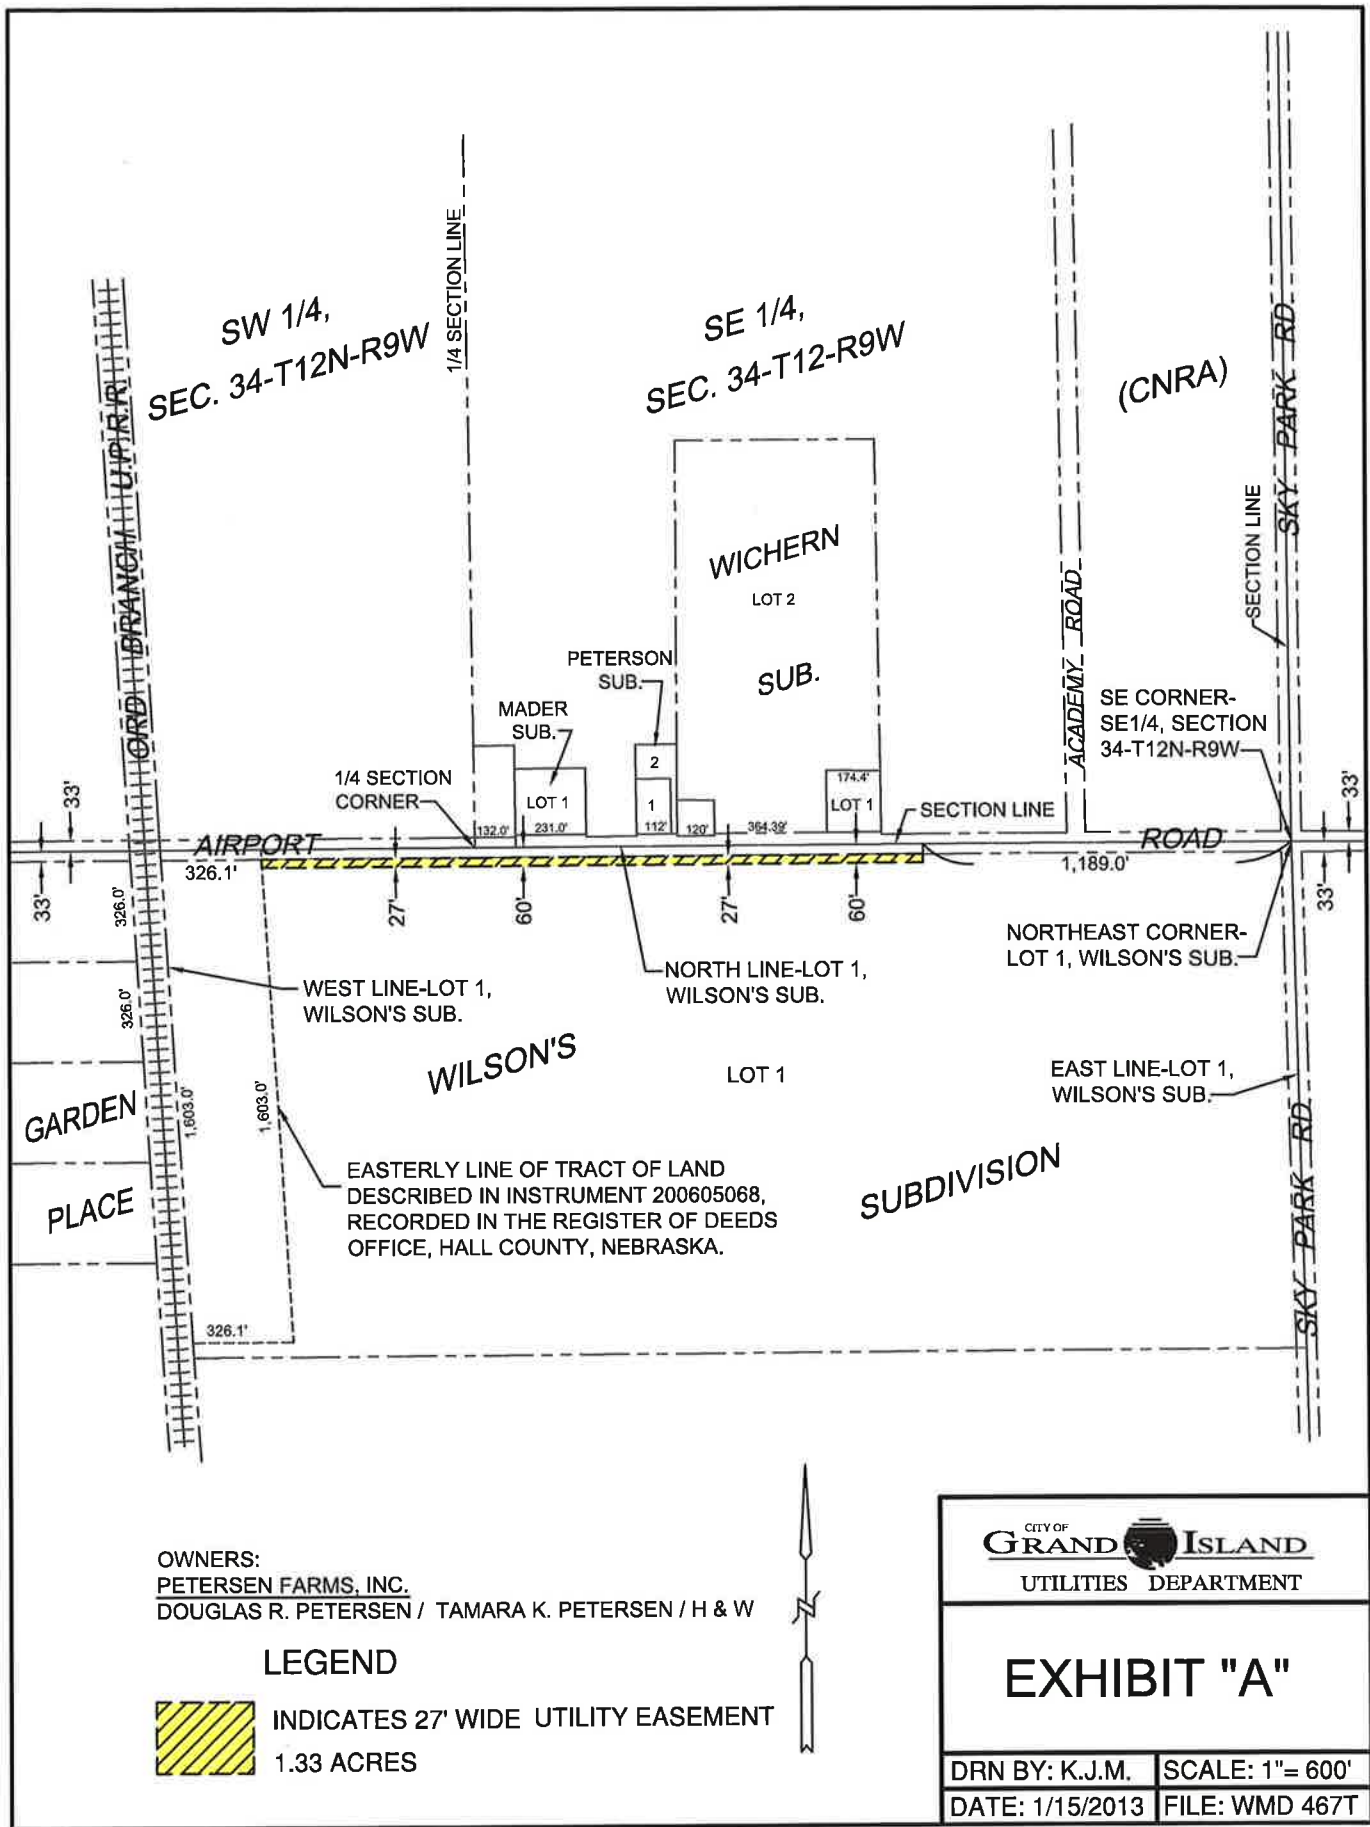 SW 1/4,
SEC. 34-T12N-R9W
1/4 SECTION LINE
SE 1/4,
SEC. 34-T12-R9W
(CNRA)
SKY PARK RD.
ORD BRANCH U.P.R.R.
WICHERN
LOT 2
SUB.
SECTION LINE
ACADEMY ROAD
PETERSON
SUB.
MADER
SUB.
SE CORNER-
SE1/4, SECTION
34-T12N-R9W
1/4 SECTION
CORNER
LOT 1
2
1
174.4'
LOT 1
SECTION LINE
132.0'
231.0'
112'
120'
364.39'
33'
33'
AIRPORT
ROAD
326.1'
1,189.0'
33'
33'
27'
60'
27'
60'
326.0'
326.0'
NORTHEAST CORNER-
LOT 1, WILSON'S SUB.
NORTH LINE-LOT 1,
WILSON'S SUB.
WEST LINE-LOT 1,
WILSON'S SUB.
WILSON'S
LOT 1
EAST LINE-LOT 1,
WILSON'S SUB.
GARDEN
PLACE
1,603.0'
1,603.0'
EASTERLY LINE OF TRACT OF LAND
DESCRIBED IN INSTRUMENT 200605068,
RECORDED IN THE REGISTER OF DEEDS
OFFICE, HALL COUNTY, NEBRASKA.
SUBDIVISION
SKY PARK RD.
326.1'
OWNERS:
PETERSEN FARMS, INC.
DOUGLAS R. PETERSEN / TAMARA K. PETERSEN / H & W
N
LEGEND
INDICATES 27' WIDE UTILITY EASEMENT
1.33 ACRES
CITY OF
GRAND ISLAND
UTILITIES DEPARTMENT
EXHIBIT "A"
DRN BY: K.J.M.
SCALE: 1"= 600'
DATE: 1/15/2013
FILE: WMD 467T